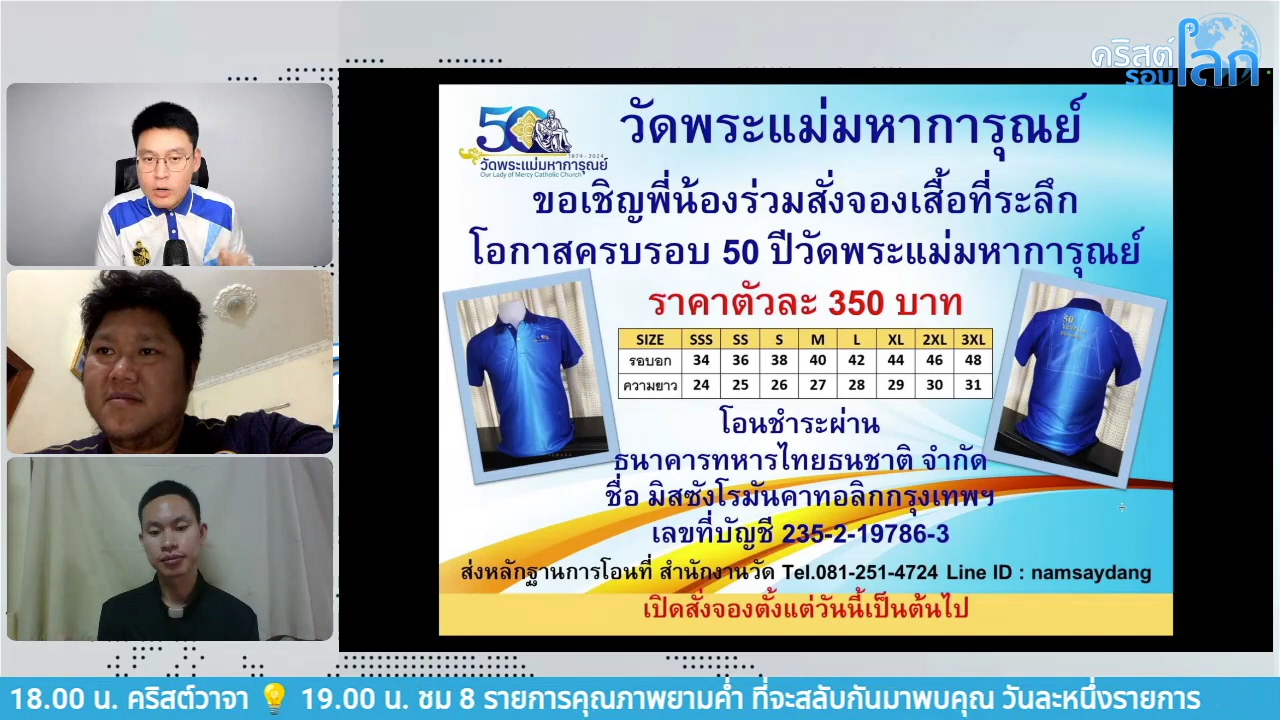 คริสต์
รอบโลก
50
1974 - 2024
วัดพระแม่มหาการุณย์
Our Lady of Mercy Catholic Church
วัดพระแม่มหาการุณย์
ขอเชิญพี่น้องร่วมสั่งจองเสื้อที่ระลึก
โอกาสครบรอบ 50 ปีวัดพระแม่มหาการุณย์
ราคาตัวละ 350 บาท
SIZE SSS SS S M L XL 2XL 3XL
รอบอก 34 36 38 40 42 44 46 48
ความยาว 24 25 26 27 28 29 30 31
50
โอนชำระผ่าน
ธนาคารทหารไทยธนชาติ จำกัด
ชื่อ มิสซังโรมันคาทอลิกกรุงเทพฯ
เลขที่บัญชี 235-2-19786-3
ส่งหลักฐานการโอนที่ สำนักงานวัด Tel.081-251-4724 Line ID : namsaydang
เปิดสั่งจองตั้งแต่วันนี้เป็นต้นไป
18.00 น. คริสต์วาจา 💡 19.00 น. ชม 8 รายการคุณภาพยามค่ำ ที่จะสลับกันมาพบคุณ วันละหนึ่งรายการ